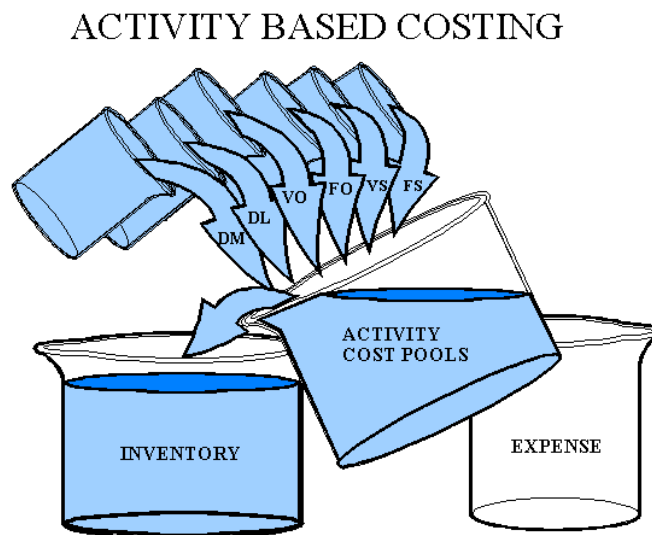 ACTIVITY BASED COSTING
DM
DL
VO
FO
VS
FS
ACTIVITY
COST POOLS
INVENTORY
EXPENSE